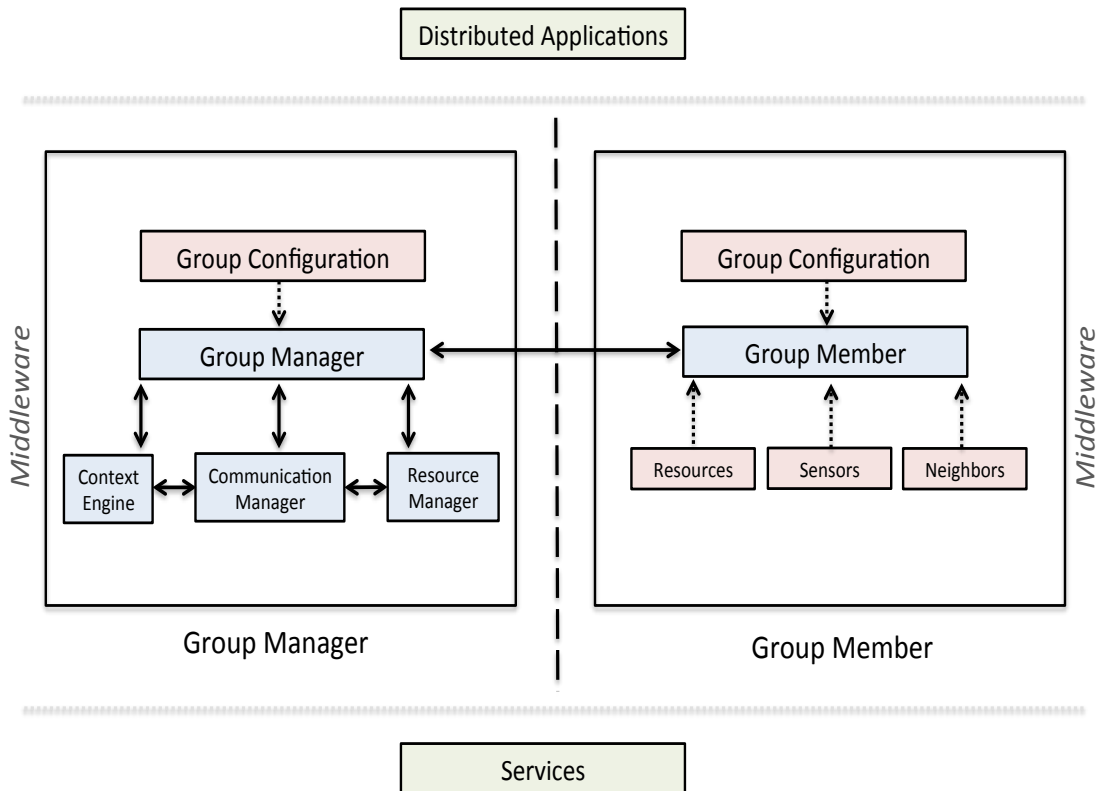 Distributed Applications
Middleware
Group Configuration
Group Manager
Context
Engine
Communication
Manager
Resource
Manager
Group Manager
Group Configuration
Group Member
Resources
Sensors
Neighbors
Group Member
Middleware
Services